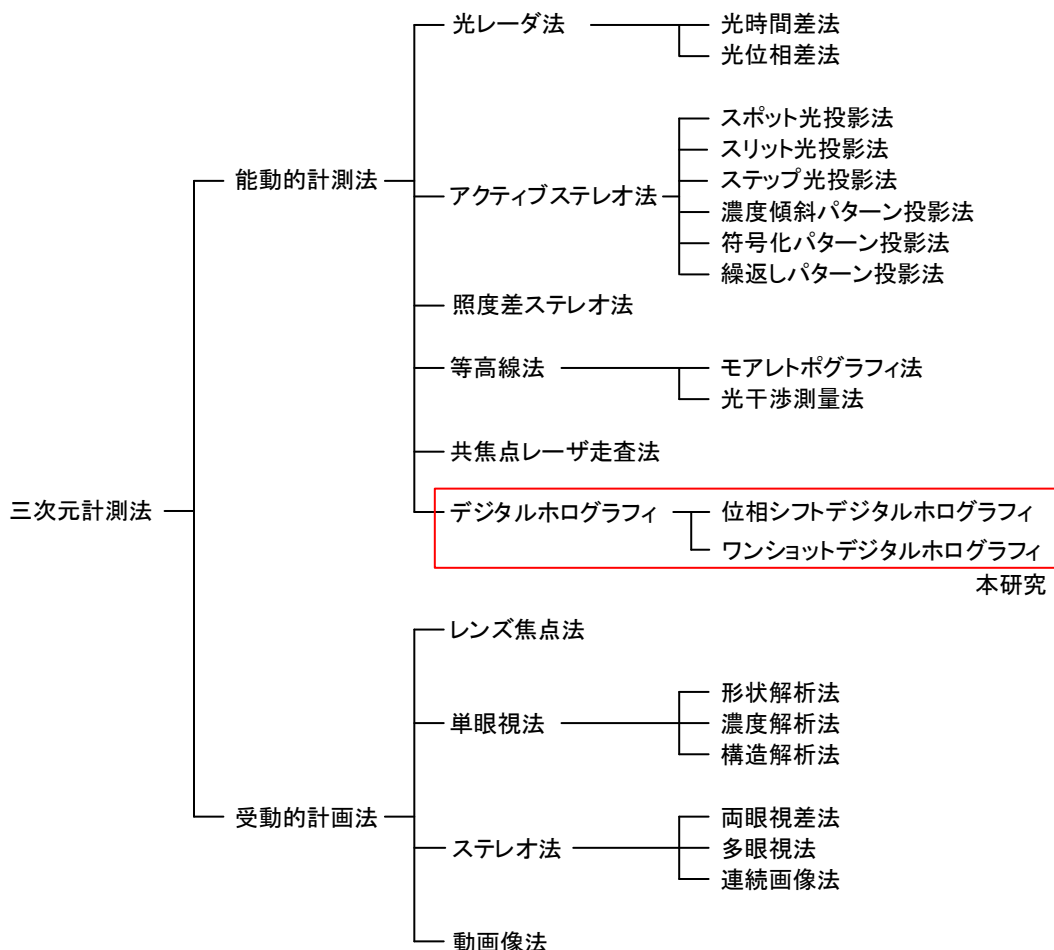 三次元計測法
能動的計測法
光レーダ法
光時間差法
光位相差法
アクティブステレオ法
スポット光投影法
スリット光投影法
ステップ光投影法
濃度傾斜パターン投影法
符号化パターン投影法
繰返しパターン投影法
照度差ステレオ法
等高線法
モアレトポグラフィ法
光干渉測量法
共焦点レーザ走査法
デジタルホログラフィ
位相シフトデジタルホログラフィ
ワンショットデジタルホログラフィ
本研究
受動的計画法
レンズ焦点法
単眼視法
形状解析法
濃度解析法
構造解析法
ステレオ法
両眼視差法
多眼視法
連続画像法
動画像法